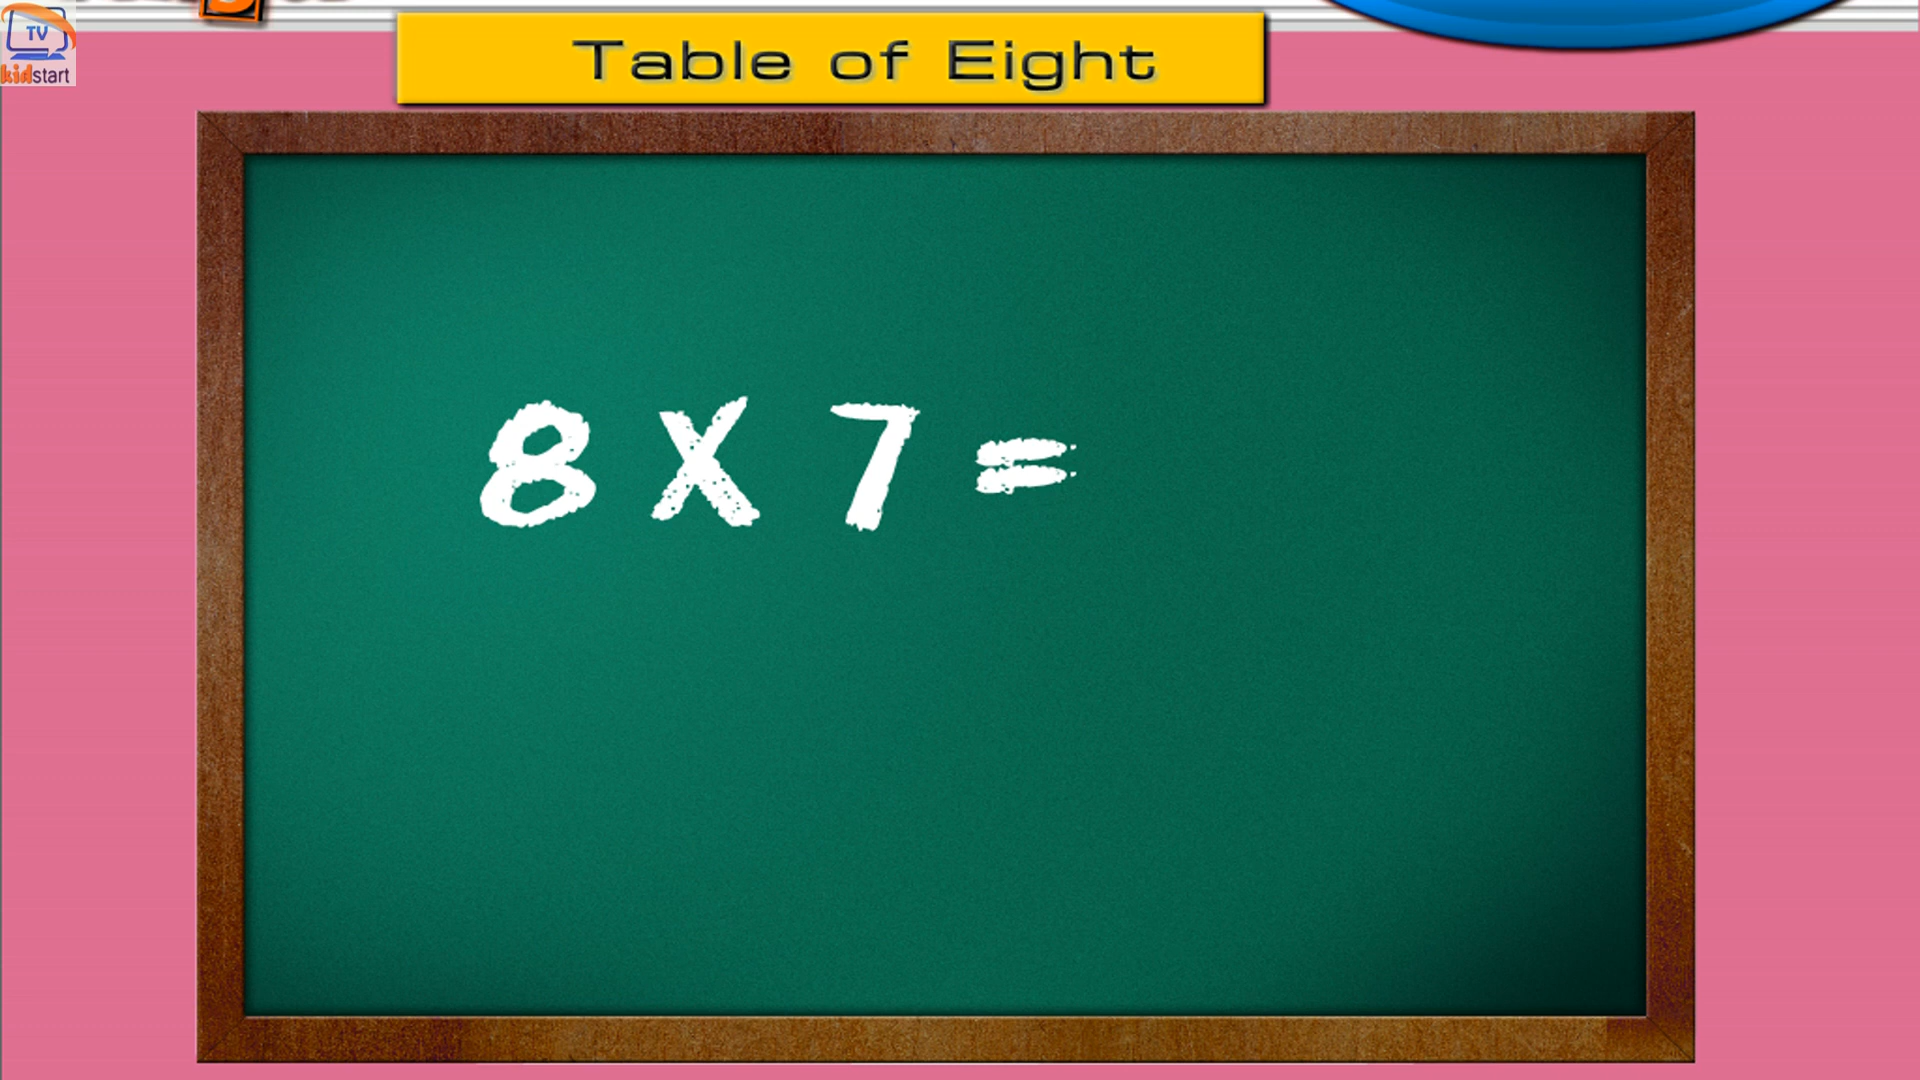 TV
kidstart
Table of Eight
8 X 7 =